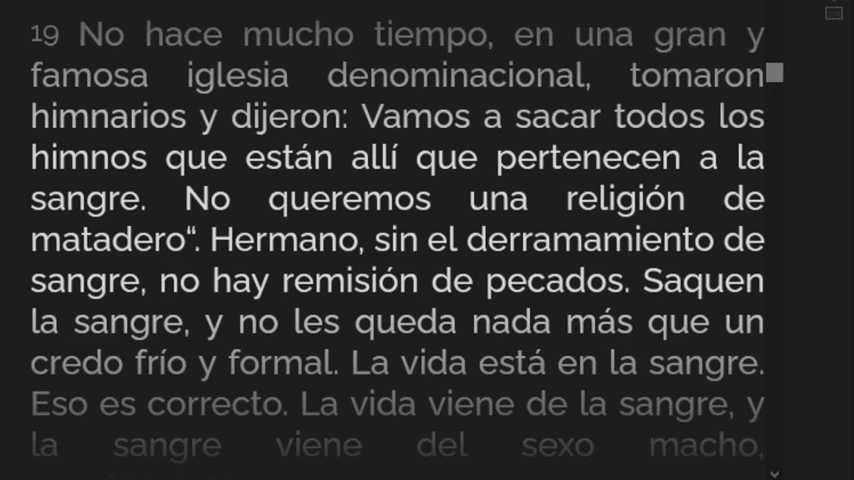 19 No hace mucho tiempo, en una gran y
famosa iglesia denominacional, tomaron
himnarios y dijeron: Vamos a sacar todos los
himnos que están allí que pertenecen a la
sangre. No queremos una religión de
matadero“. Hermano, sin el derramamiento de
sangre, no hay remisión de pecados. Saquen
la sangre, y no les queda nada más que un
credo frío y formal. La vida está en la sangre.
Eso es correcto. La vida viene de la sangre, y
la sangre viene del sexo macho,